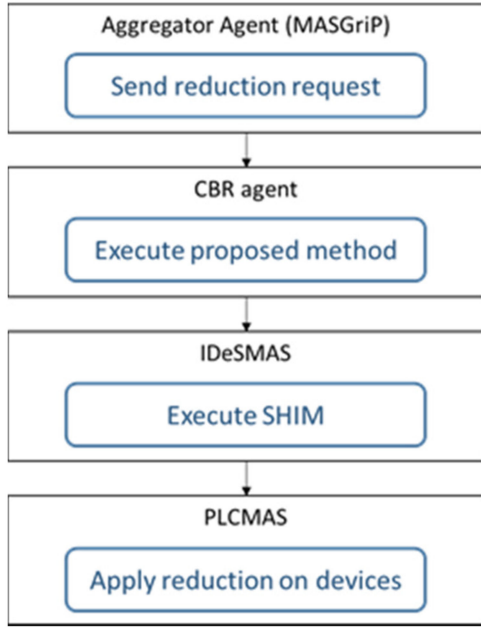 Aggregator Agent (MASGriP)
Send reduction request
CBR agent
Execute proposed method
IDeSMAS
Execute SHIM
PLCMAS
Apply reduction on devices